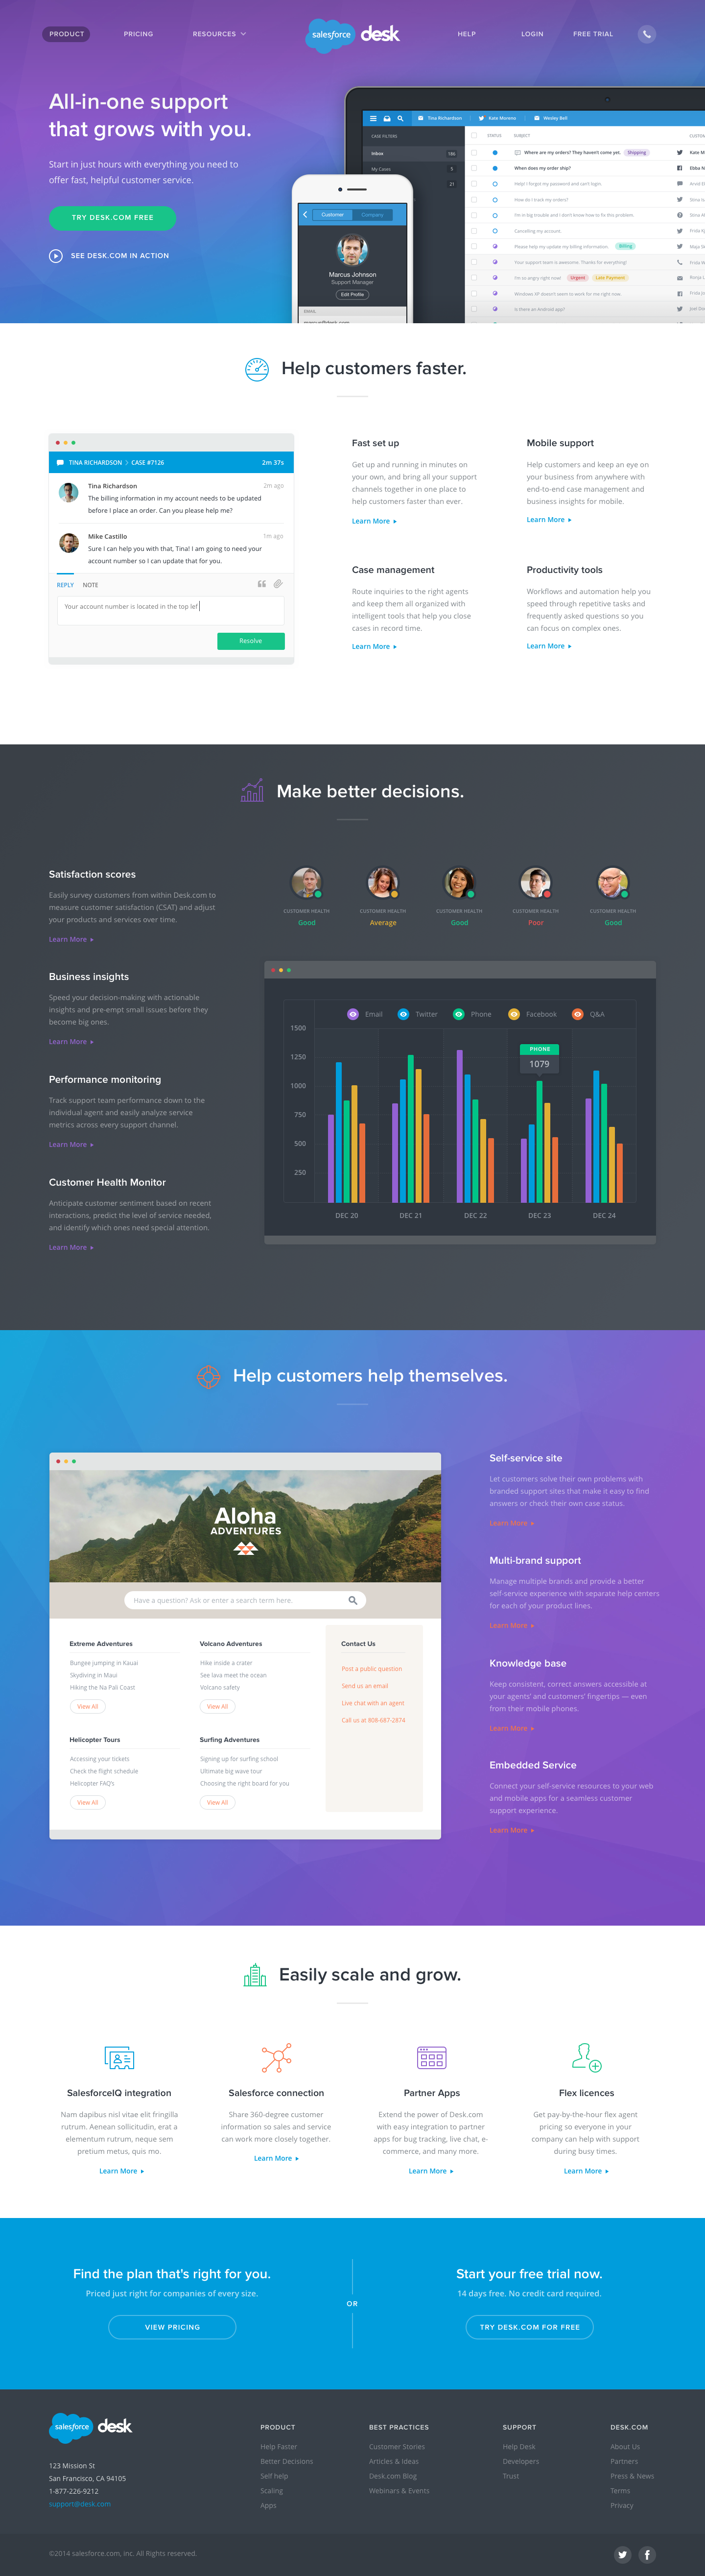 PRODUCT
PRICING
RESOURCES
salesforce desk
HELP
LOGIN
FREE TRIAL
All-in-one support
that grows with you.
Start in just hours with everything you need to
offer fast, helpful customer service.
TRY DESK.COM FREE
SEE DESK.COM IN ACTION
Tina Richardson
Kate Moreno
Wesley Bell
CASE FILTERS
STATUS
SUBJECT
Inbox
186
My Cases
5
21
Where are my orders? They haven't come yet.
Shipping
When does my order ship?
Help! I forgot my password and can't login.
How do I track my orders?
I'm in big trouble and I don't know how to fix this problem.
Cancelling my account.
Please help my update my billing information.
Billing
Your support team is awesome. Thanks for everything!
I'm so angry right now!
Urgent
Late Payment
Windows XP doesn't seem to work for me right now.
Is there an Android app?
Customer
Company
Marcus Johnson
Support Manager
Edit Profile
EMAIL
Help customers faster.
TINA RICHARDSON
CASE #7126
2m 37s
Tina Richardson
2m ago
The billing information in my account needs to be updated
before I place an order. Can you please help me?
Mike Castillo
1m ago
Sure I can help you with that, Tina! I am going to need your
account number so I can update that for you.
REPLY
NOTE
Your account number is located in the top lef
Resolve
Fast set up
Get up and running in minutes on
your own, and bring all your support
channels together in one place to
help customers faster than ever.
Learn More
Mobile support
Help customers and keep an eye on
your business from anywhere with
end-to-end case management and
business insights for mobile.
Learn More
Case management
Route inquiries to the right agents
and keep them all organized with
intelligent tools that help you close
cases in record time.
Learn More
Productivity tools
Workflows and automation help you
speed through repetitive tasks and
frequently asked questions so you
can focus on complex ones.
Learn More
Make better decisions.
Satisfaction scores
Easily survey customers from within Desk.com to
measure customer satisfaction (CSAT) and adjust
your products and services over time.
Learn More
Business insights
Speed your decision-making with actionable
insights and pre-empt small issues before they
become big ones.
Learn More
Performance monitoring
Track support team performance down to the
individual agent and easily analyze service
metrics across every support channel.
Learn More
Customer Health Monitor
Anticipate customer sentiment based on recent
interactions, predict the level of service needed,
and identify which ones need special attention.
Learn More
CUSTOMER HEALTH
Good
CUSTOMER HEALTH
Average
CUSTOMER HEALTH
Good
CUSTOMER HEALTH
Poor
CUSTOMER HEALTH
Good
Email
Twitter
Phone
Facebook
Q&A
1500
1250
1000
750
500
250
PHONE
1079
DEC 20
DEC 21
DEC 22
DEC 23
DEC 24
Help customers help themselves.
Aloha
ADVENTURES
Have a question? Ask or enter a search term here.
Extreme Adventures
Bungee jumping in Kauai
Skydiving in Maui
Hiking the Na Pali Coast
View All
Volcano Adventures
Hike inside a crater
See lava meet the ocean
Volcano safety
View All
Contact Us
Post a public question
Send us an email
Live chat with an agent
Call us at 808-687-2874
Helicopter Tours
Accessing your tickets
Check the flight schedule
Helicopter FAQ's
View All
Surfing Adventures
Signing up for surfing school
Ultimate big wave tour
Choosing the right board for you
View All
Self-service site
Let customers solve their own problems with
branded support sites that make it easy to find
answers or check their own case status.
Learn More
Multi-brand support
Manage multiple brands and provide a better
self-service experience with separate help centers
for each of your product lines.
Learn More
Knowledge base
Keep consistent, correct answers accessible at
your agents' and customers' fingertips — even
from their mobile phones.
Learn More
Embedded Service
Connect your self-service resources to your web
and mobile apps for a seamless customer
support experience.
Learn More
Easily scale and grow.
SalesforceIQ integration
Nam dapibus nisl vitae elit fringilla
rutrum. Aenean sollicitudin, erat a
elementum rutrum, neque sem
pretium metus, quis mo.
Learn More
Salesforce connection
Share 360-degree customer
information so sales and service
can work more closely together.
Learn More
Partner Apps
Extend the power of Desk.com
with easy integration to partner
apps for bug tracking, live chat, e-
commerce, and many more.
Learn More
Flex licences
Get pay-by-the-hour flex agent
pricing so everyone in your
company can help with support
during busy times.
Learn More
Find the plan that's right for you.
Priced just right for companies of every size.
VIEW PRICING
OR
Start your free trial now.
14 days free. No credit card required.
TRY DESK.COM FOR FREE
salesforce desk
123 Mission St
San Francisco, CA 94105
1-877-226-9212
support@desk.com
PRODUCT
Help Faster
Better Decisions
Self help
Scaling
Apps
BEST PRACTICES
Customer Stories
Articles & Ideas
Desk.com Blog
Webinars & Events
SUPPORT
Help Desk
Developers
Trust
DESK.COM
About Us
Partners
Press & News
Terms
Privacy
©2014 salesforce.com, inc. All Rights reserved.